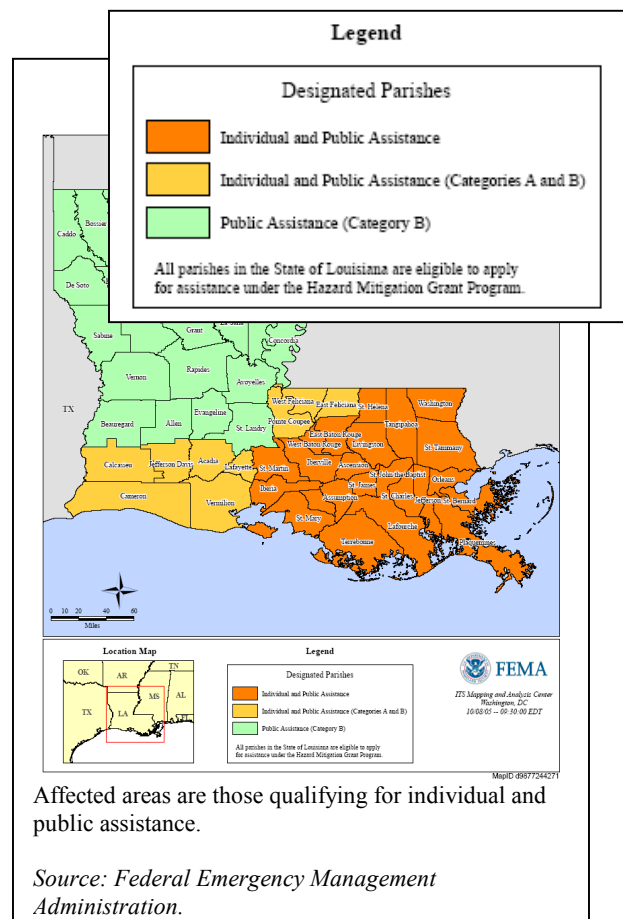 Legend
Designated Parishes
Individual and Public Assistance
Individual and Public Assistance (Categories A and B)
Public Assistance (Category B)
All parishes in the State of Louisiana are eligible to apply
for assistance under the Hazard Mitigation Grant Program.
Caddo
Bossier
De Soto
Sabine
Grant
Concordia
Vernon
Rapides
Avoyelles
TX
Beauregard
Allen
Evangeline
St. Landry
West Feliciana
East Feliciana
St. Helena
Washington
Pointe Coupee
Tangipahoa
East Baton Rouge
West Baton Rouge
Livingston
St. Tammany
Calcasieu
Jefferson Davis
Acadia
Lafayette
St. Martin
Iberville
Ascension
St. John the Baptist
Orleans
Cameron
Vermilion
Iberia
Assumption
St. James
St. Charles
Jefferson
St. Bernard
St. Mary
Terrebonne
Lafourche
Plaquemines
0 10 20 40 60
Miles
Location Map
OK
AR
TN
TX
LA
MS
AL
FL
Legend
Designated Parishes
Individual and Public Assistance
Individual and Public Assistance (Categories A and B)
Public Assistance (Category B)
All parishes in the State of Louisiana are eligible to apply
for assistance under the Hazard Mitigation Grant Program.
FEMA
ITS Mapping and Analysis Center
Washington, DC
10/08/05 -- 09:30:00 EDT
MapID d9877244271
Affected areas are those qualifying for individual and
public assistance.
Source: Federal Emergency Management
Administration.